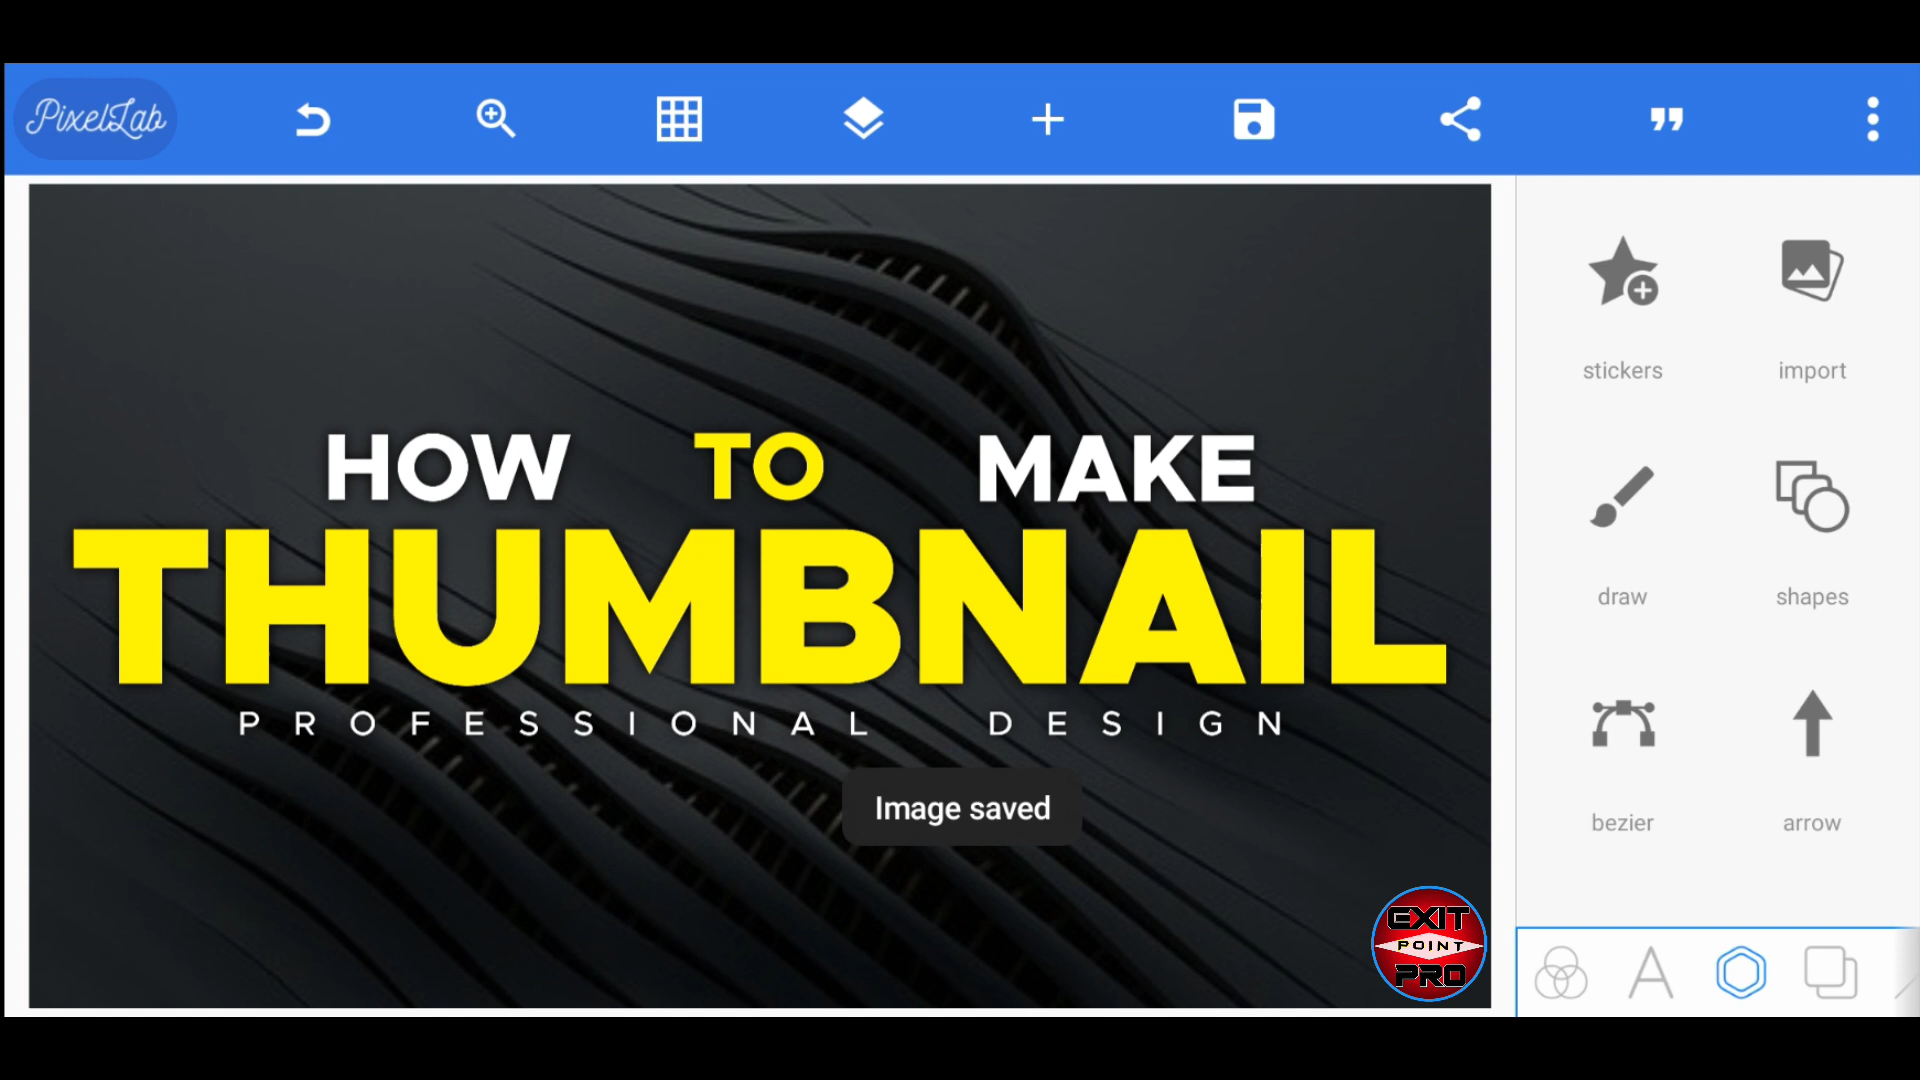 PixelLab
stickers import
HOW TO MAKE
THUMBNAIL
draw shapes
PROFESSIONAL DESIGN
Image saved
bezier arrow
EXIT
POINT
PRO